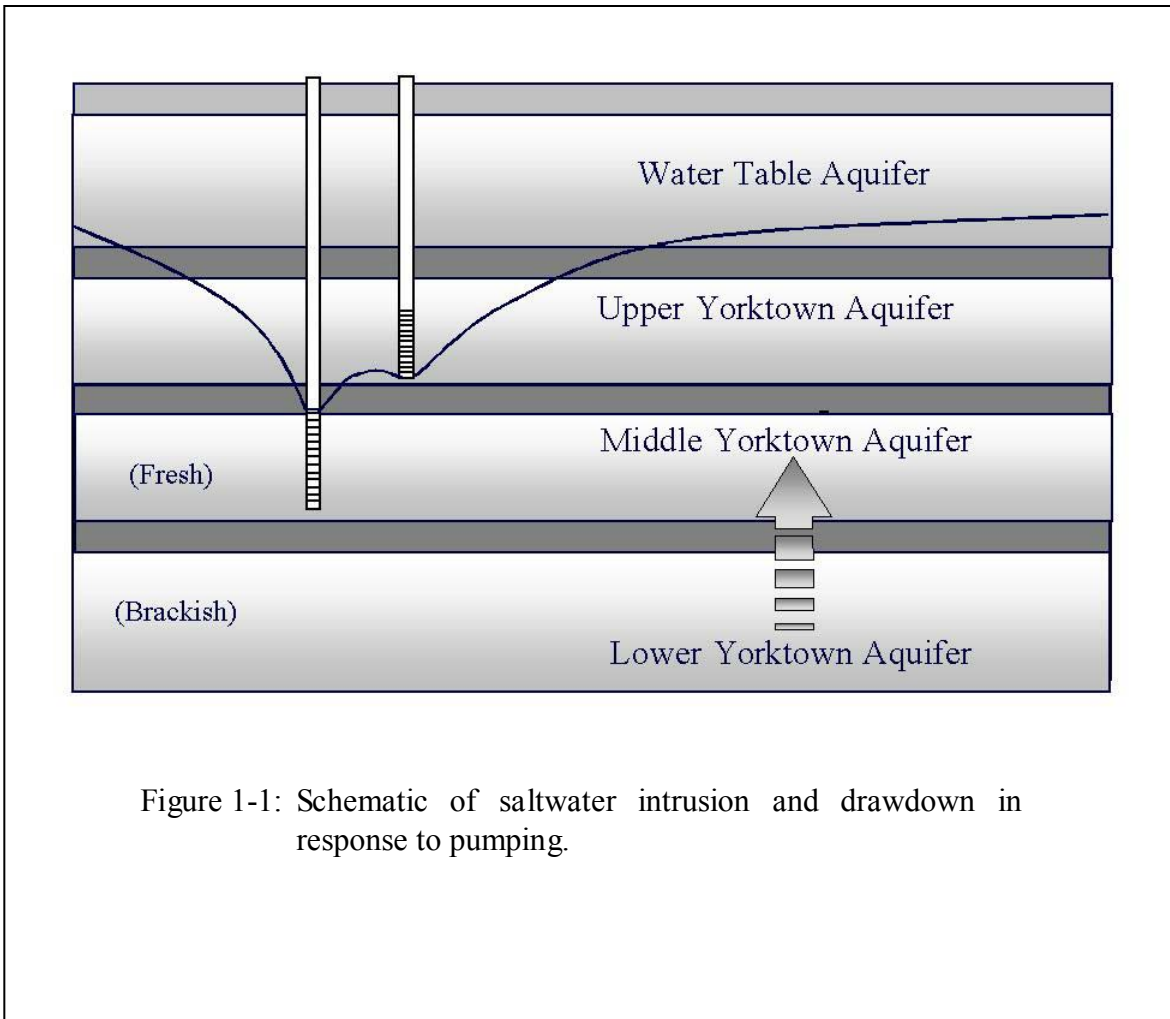 Water Table Aquifer
Upper Yorktown Aquifer
Middle Yorktown Aquifer
(Fresh)
(Brackish)
Lower Yorktown Aquifer
Figure 1-1: Schematic of saltwater intrusion and drawdown in
response to pumping.